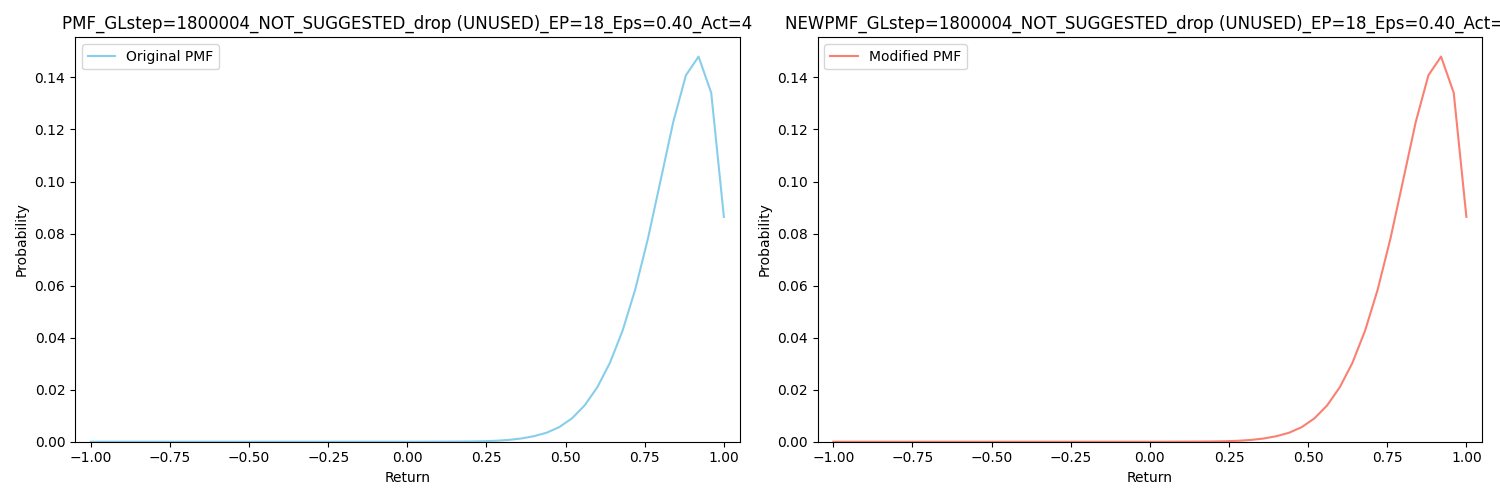 PMF_GLstep=1800004_NOT_SUGGESTED_drop (UNUSED)_EP=18_Eps=0.40_Act=4
Original PMF
Probability
0.14
0.12
0.10
0.08
0.06
0.04
0.02
0.00
−1.00 −0.75 −0.50 −0.25 0.00 0.25 0.50 0.75 1.00
Return
NEWPMF_GLstep=1800004_NOT_SUGGESTED_drop (UNUSED)_EP=18_Eps=0.40_Act=
Modified PMF
Probability
0.14
0.12
0.10
0.08
0.06
0.04
0.02
0.00
−1.00 −0.75 −0.50 −0.25 0.00 0.25 0.50 0.75 1.00
Return